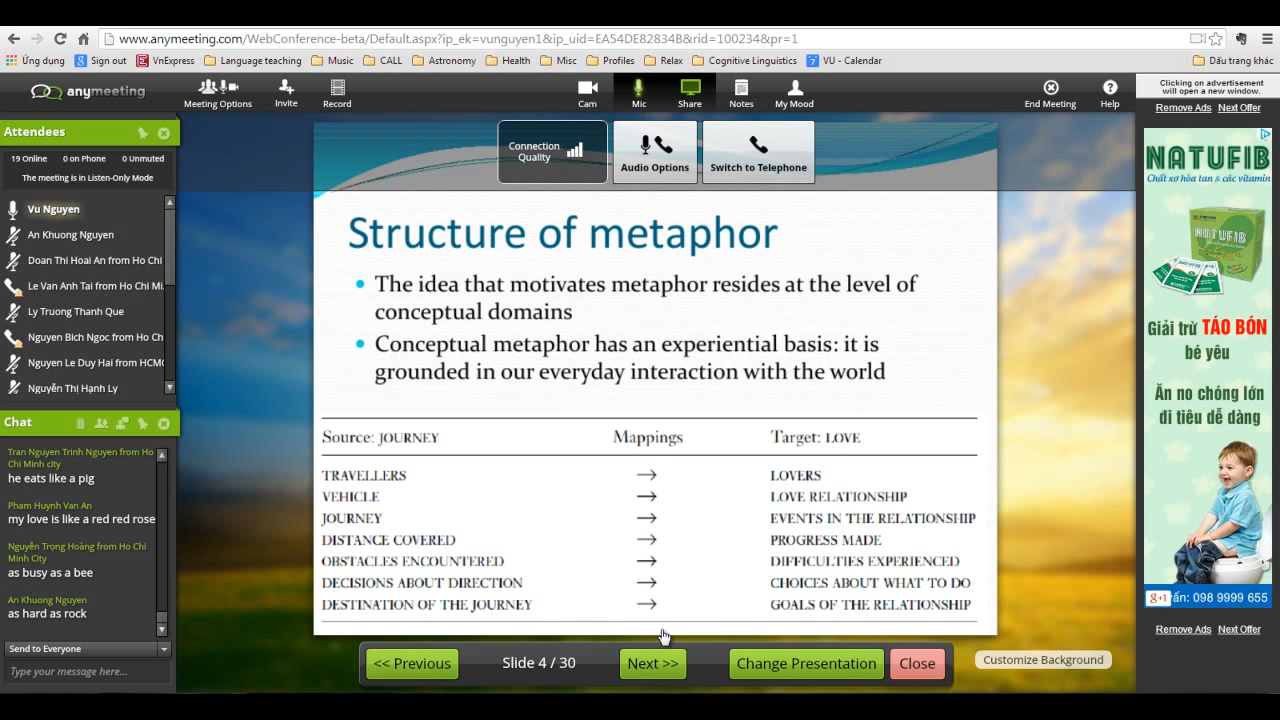 www.anymeeting.com/WebConference-beta/Default.aspx?ip_ek=vunguyen1&ip_uid=EA54DE82834B&rid=100234&pr=1
Ứng dụng
Sign out
VnExpress
Language teaching
Music
CALL
Astronomy
Health
Misc
Profiles
Relax
Cognitive Linguistics
7
VU - Calendar
Dấu trang khác
anymeeting
Meeting Options
Invite
Record
Cam
Mic
Share
Notes
My Mood
End Meeting
Help
Clicking on advertisement
will open a new window.
Remove Ads Next Offer
Attendees
19 Online 0 on Phone 0 Unmuted
The meeting is in Listen-Only Mode
Vu Nguyen
An Khuong Nguyen
Doan Thi Hoai An from Ho Chi
Le Van Anh Tai from Ho Chi Mi.
Ly Truong Thanh Que
Nguyen Bich Ngoc from Ho Ch
Nguyen Le Duy Hai from HCMC
Nguyễn Thị Hạnh Ly
Chat
Tran Nguyen Trinh Nguyen from Ho
Chi Minh city
he eats like a pig
Pham Huynh Van An
my love is like a red red rose
Nguyễn Trọng Hoàng from Ho Chi
Minh City
as busy as a bee
An Khuong Nguyen
as hard as rock
Send to Everyone
Type your message here...
Connection
Quality
Audio Options
Switch to Telephone
Structure of metaphor
• The idea that motivates metaphor resides at the level of
conceptual domains
• Conceptual metaphor has an experiential basis: it is
grounded in our everyday interaction with the world
Source: JOURNEY Mappings Target: LOVE
TRAVELLERS → LOVERS
VEHICLE → LOVE RELATIONSHIP
JOURNEY → EVENTS IN THE RELATIONSHIP
DISTANCE COVERED → PROGRESS MADE
OBSTACLES ENCOUNTERED → DIFFICULTIES EXPERIENCED
DECISIONS ABOUT DIRECTION → CHOICES ABOUT WHAT TO DO
DESTINATION OF THE JOURNEY → GOALS OF THE RELATIONSHIP
<< Previous
Slide 4 / 30
Next >>
Change Presentation
Close
Customize Background
NATUFIB
Chất xơ hòa tan & các vitamin
NATUFIB
Giải trừ TÁO BÓN
bé yêu
Ăn no chóng lớn
đi tiêu dễ dàng
g+1
vấn: 098 9999 655
Remove Ads Next Offer